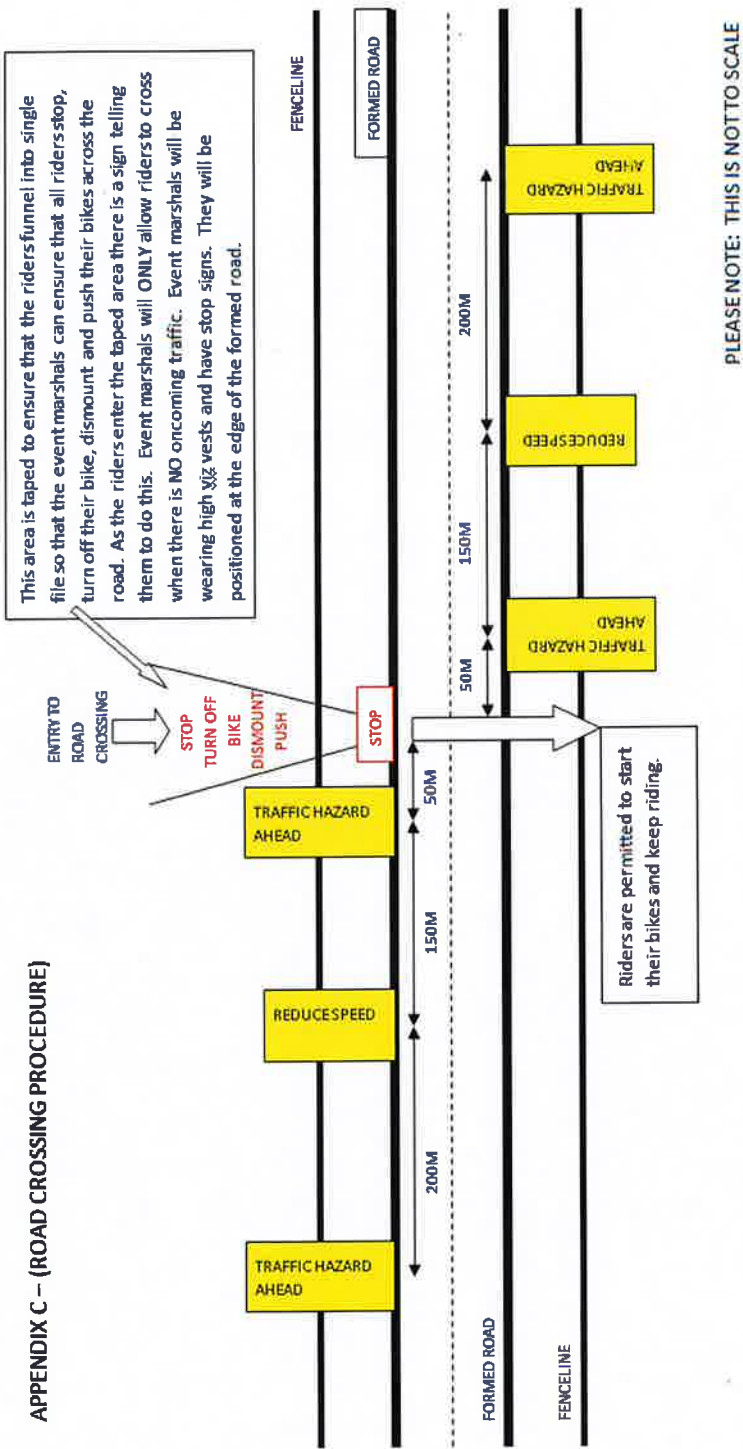 APPENDIX C – (ROAD CROSSING PROCEDURE)
ENTRY TO
ROAD
CROSSING
This area is taped to ensure that the riders funnel into single
file so that the event marshals can ensure that all riders stop,
turn off their bike, dismount and push their bikes across the
road. As the riders enter the taped area there is a sign telling
them to do this. Event marshals will ONLY allow riders to cross
when there is NO oncoming traffic. Event marshals will be
wearing high viz vests and have stop signs. They will be
positioned at the edge of the formed road.
STOP
TURN OFF
BIKE
DISMOUNT
PUSH
FENCELINE
TRAFFIC HAZARD
AHEAD
REDUCE SPEED
TRAFFIC HAZARD
AHEAD
STOP
FORMED ROAD
200M
150M
50M
50M
150M
200M
FORMED ROAD
TRAFFIC HAZARD
AHEAD
REDUCE SPEED
TRAFFIC HAZARD
AHEAD
FENCELINE
Riders are permitted to start
their bikes and keep riding.
PLEASE NOTE: THIS IS NOT TO SCALE